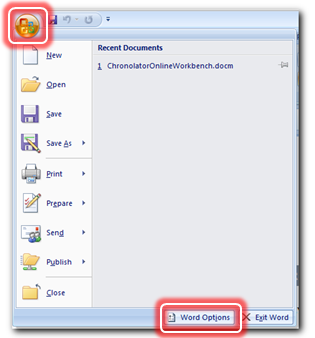 Recent Documents
1 ChronolatorOnlineWorkbench.docm
New
Open
Save
Save As
Print
Prepare
Send
Publish
Close
Word Options
Exit Word